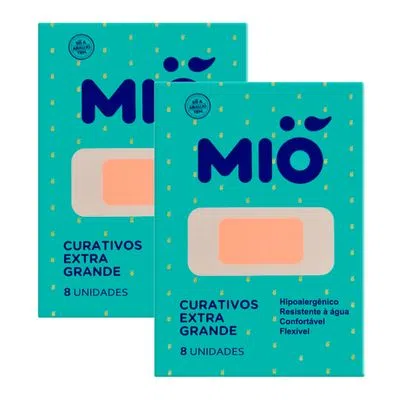 MIÖ
CURATIVOS
EXTRA
GRANDE
8 UNIDADES
MIÖ
CURATIVOS
EXTRA
GRANDE
8 UNIDADES
Hipoalergênico
Resistente à água
Confortável
Flexível